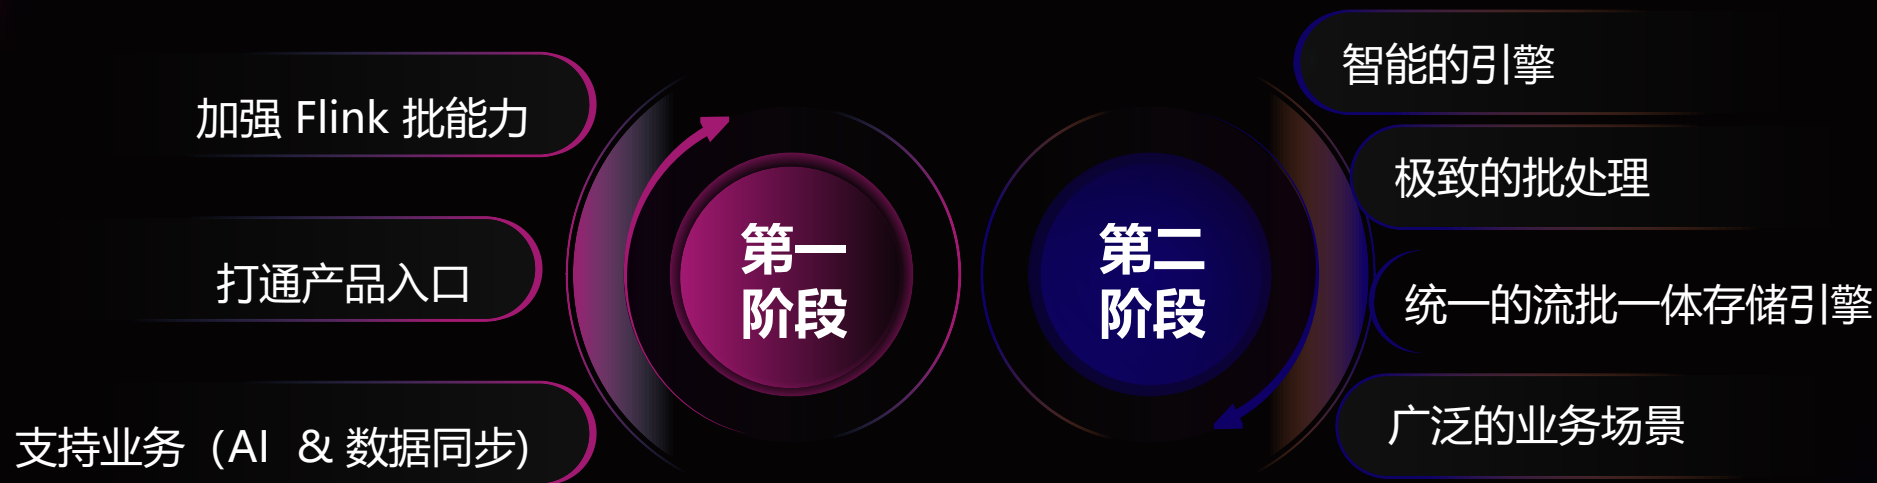 加强 Flink 批能力
打通产品入口
支持业务（AI & 数据同步)
第一
阶段
第二
阶段
智能的引擎
极致的批处理
统一的流批一体存储引擎
广泛的业务场景